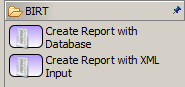 BIRT
Create Report with
Database
Create Report with XML
Input